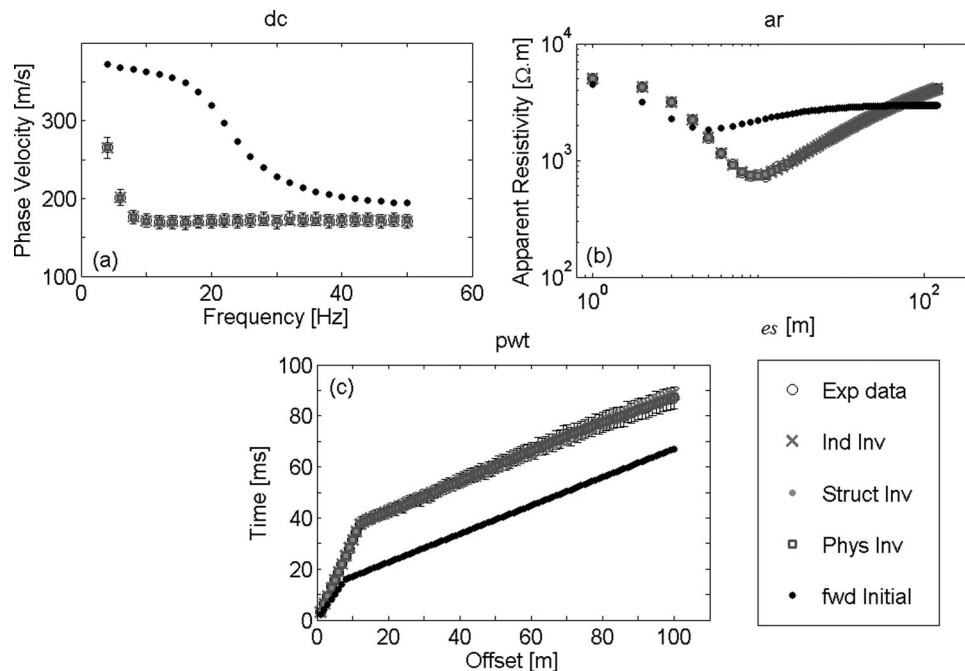 dc
Phase Velocity [m/s]
400
300
200
100
0
20
40
60
(a)
Frequency [Hz]
ar
Apparent Resistivity [Ω.m]
10⁴
10³
10²
10⁰
10²
(b)
es [m]
pwt
Time [ms]
100
80
60
40
20
0
0
20
40
60
80
100
(c)
Offset [m]
Exp data
Ind Inv
Struct Inv
Phys Inv
fwd Initial